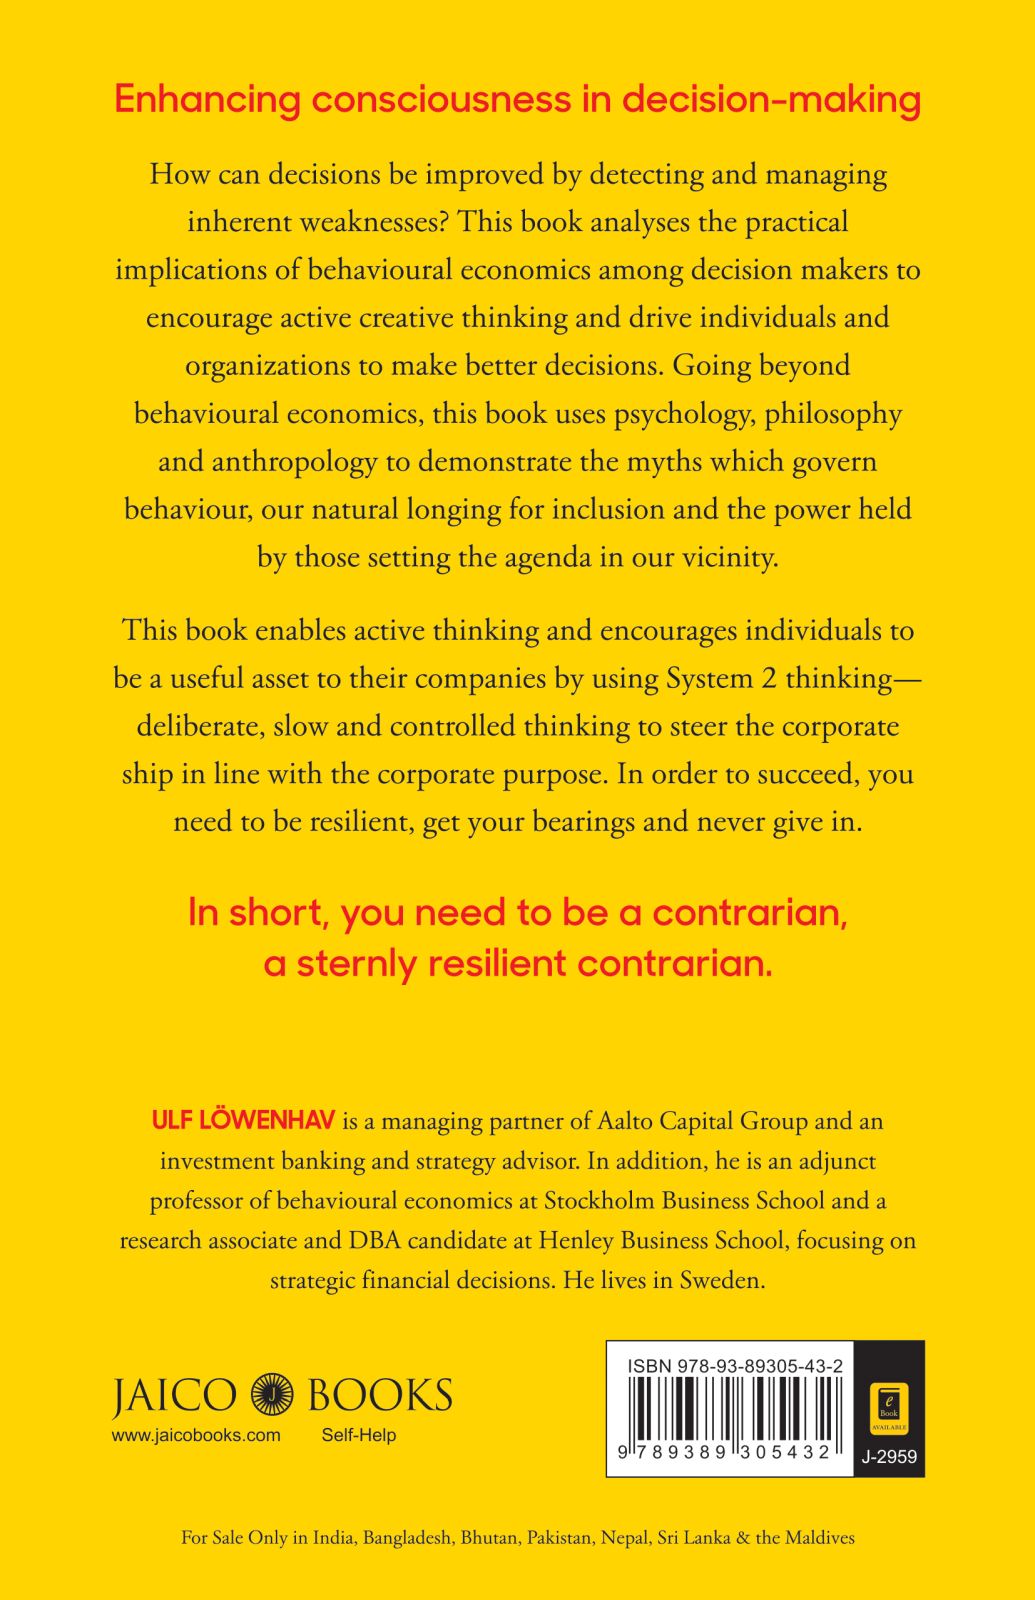 Enhancing consciousness in decision-making
How can decisions be improved by detecting and managing
inherent weaknesses? This book analyses the practical
implications of behavioural economics among decision makers to
encourage active creative thinking and drive individuals and
organizations to make better decisions. Going beyond
behavioural economics, this book uses psychology, philosophy
and anthropology to demonstrate the myths which govern
behaviour, our natural longing for inclusion and the power held
by those setting the agenda in our vicinity.
This book enables active thinking and encourages individuals to
be a useful asset to their companies by using System 2 thinking—
deliberate, slow and controlled thinking to steer the corporate
ship in line with the corporate purpose. In order to succeed, you
need to be resilient, get your bearings and never give in.
In short, you need to be a contrarian,
a sternly resilient contrarian.
ULF LÖWENHAV is a managing partner of Aalto Capital Group and an
investment banking and strategy advisor. In addition, he is an adjunct
professor of behavioural economics at Stockholm Business School and a
research associate and DBA candidate at Henley Business School, focusing on
strategic financial decisions. He lives in Sweden.
JAICO J BOOKS
www.jaicobooks.com Self-Help
ISBN 978-93-89305-43-2
9 789389 305432
e
Book
AVAILABLE
J-2959
For Sale Only in India, Bangladesh, Bhutan, Pakistan, Nepal, Sri Lanka & the Maldives